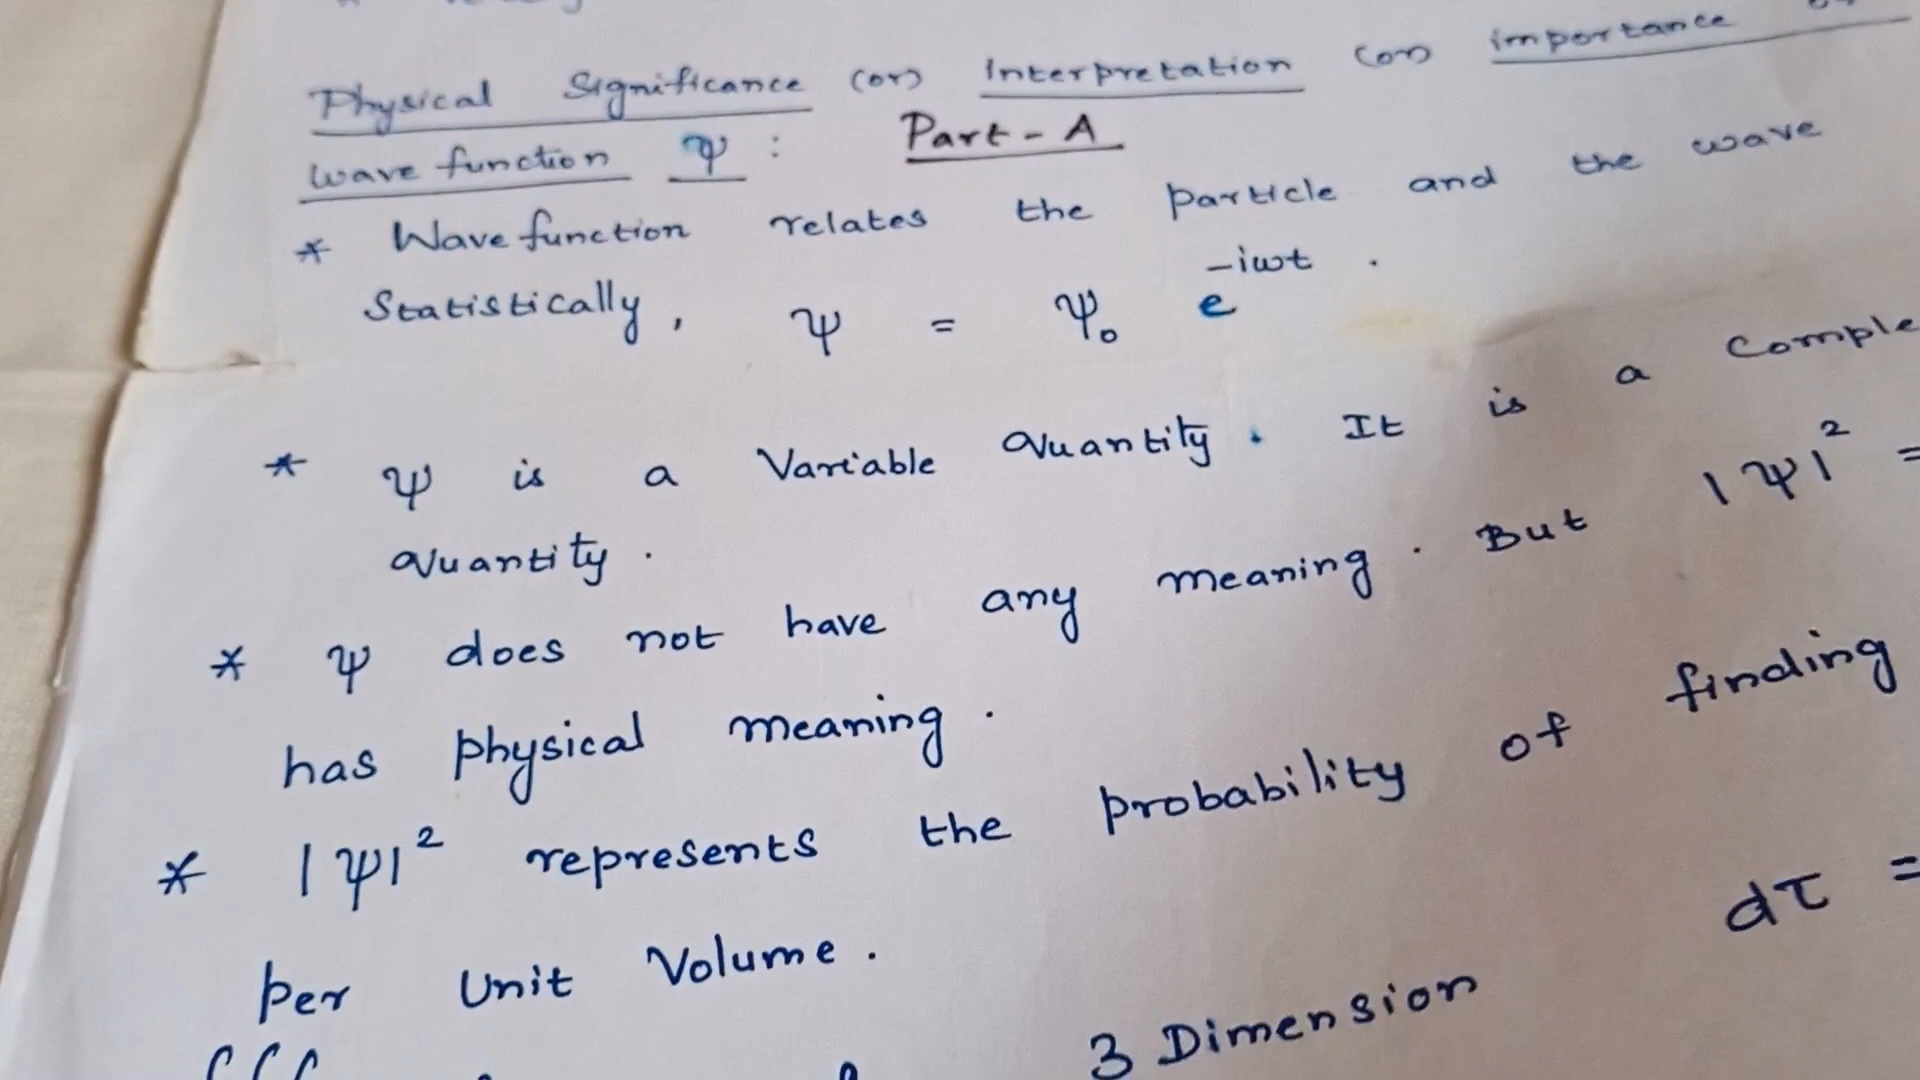 Physical Significance (or) Interpretation (or) importance
wave function ψ : Part-A
* Wave function relates the particle and the wave
Statistically, ψ = ψ₀ e^-iωt .
* ψ is a Variable Quantity. It is a Comple
Quantity.
* ψ does not have any meaning. But |ψ|² =
has physical meaning.
* |ψ|² represents the probability of finding
per Unit Volume. dτ =
3 Dimension